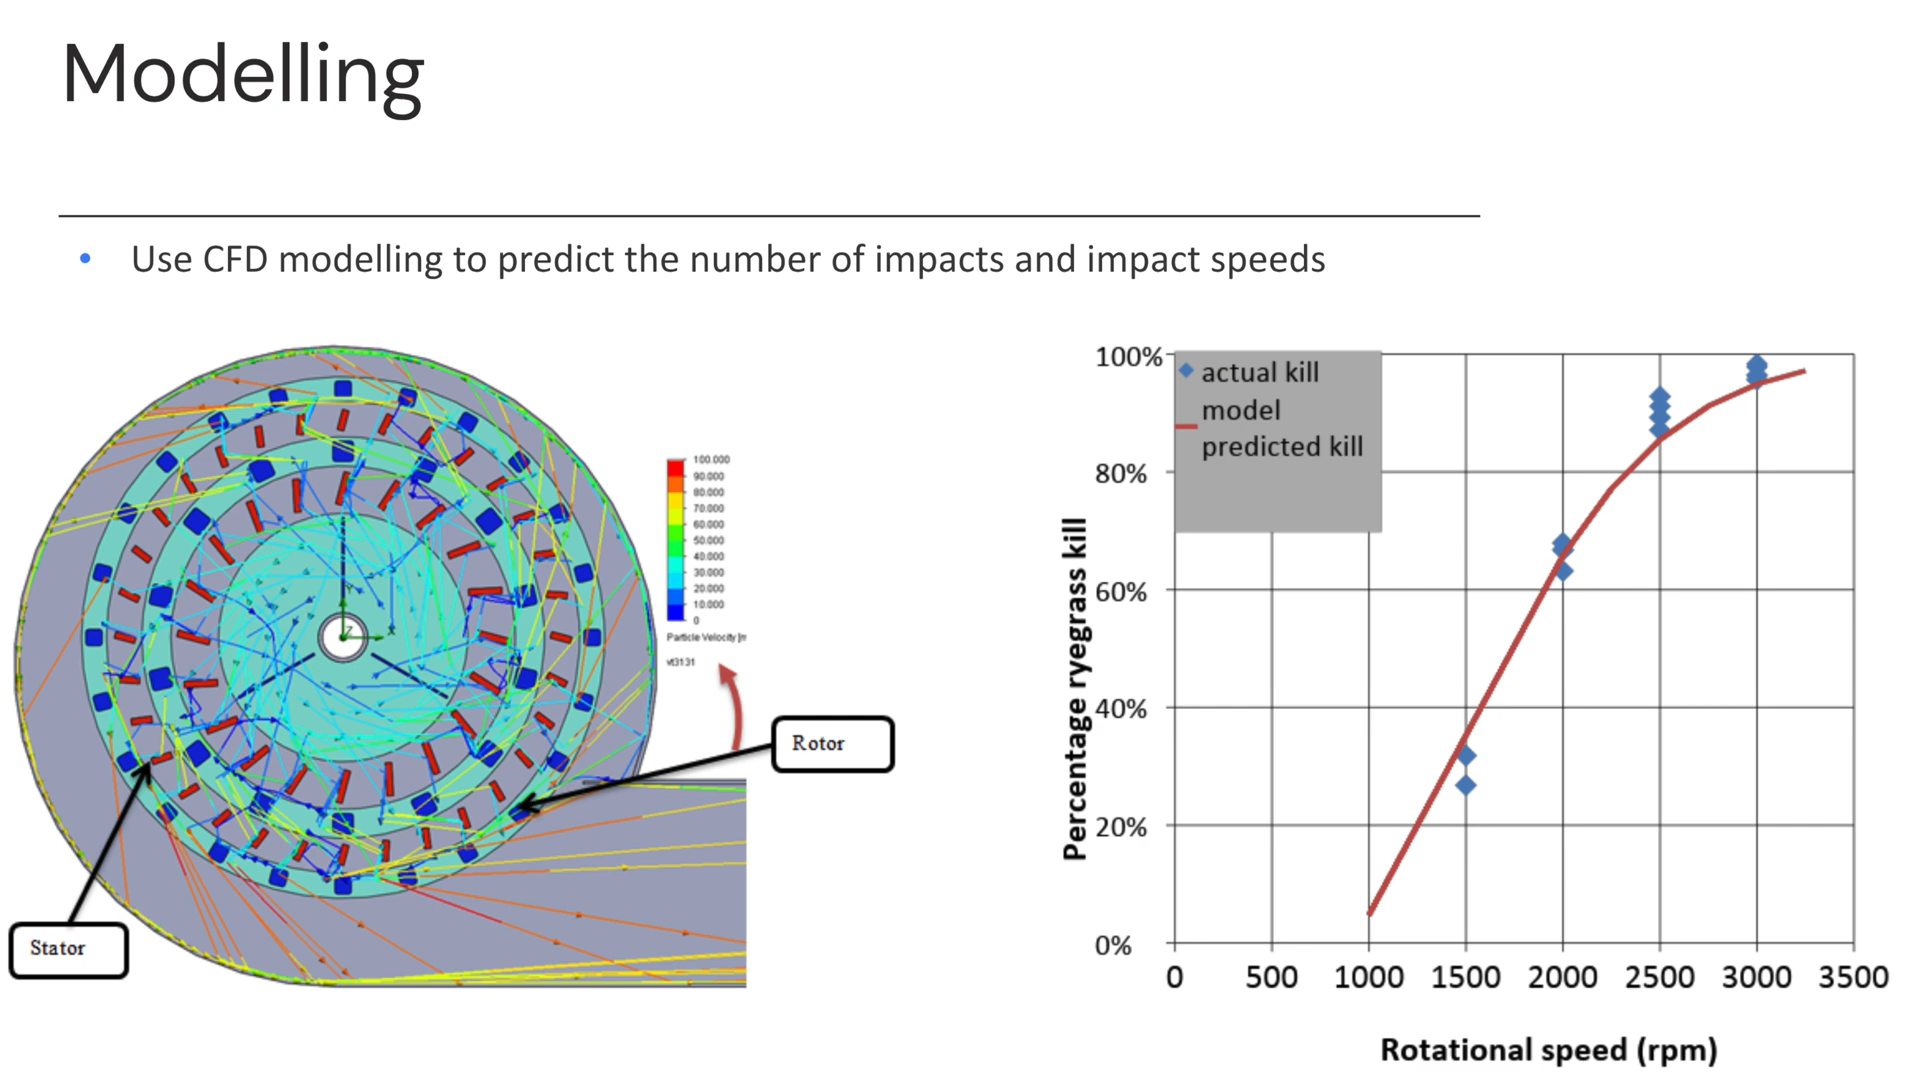 Modelling
• Use CFD modelling to predict the number of impacts and impact speeds
100.000
90.000
80.000
70.000
60.000
50.000
40.000
30.000
20.000
10.000
0
Particle Velocity [m
vt3131
Y
X
Z
Rotor
Stator
actual kill
model
predicted kill
Percentage ryegrass kill
100%
80%
60%
40%
20%
0%
0 500 1000 1500 2000 2500 3000 3500
Rotational speed (rpm)